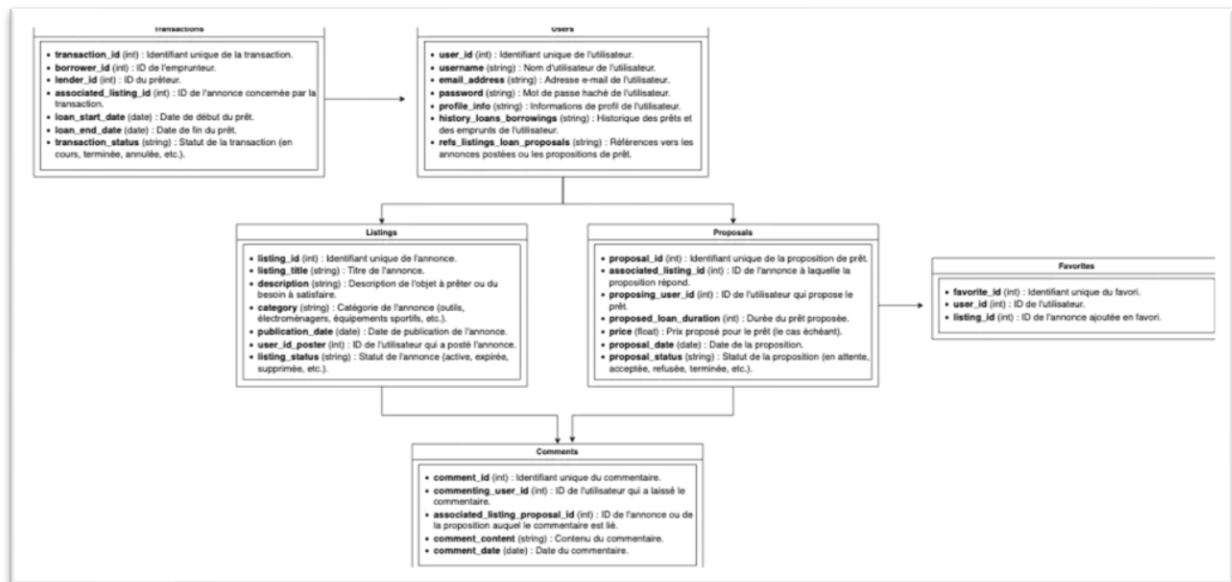 Transactions
• transaction_id (int) : Identifiant unique de la transaction.
• borrower_id (int) : ID de l'emprunteur.
• lender_id (int) : ID du prêteur.
• associated_listing_id (int) : ID de l'annonce concernée par la
transaction.
• loan_start_date (date) : Date de début du prêt.
• loan_end_date (date) : Date de fin du prêt.
• transaction_status (string) : Statut de la transaction (en
cours, terminée, annulée, etc.).
Users
• user_id (int) : Identifiant unique de l'utilisateur.
• username (string) : Nom d'utilisateur de l'utilisateur.
• email_address (string) : Adresse e-mail de l'utilisateur.
• password (string) : Mot de passe haché de l'utilisateur.
• profile_info (string) : Informations de profil de l'utilisateur.
• history_loans_borrowings (string) : Historique des prêts et
des emprunts de l'utilisateur.
• refs_listings_loan_proposals (string) : Références vers les
annonces postées ou les propositions de prêt.
Listings
• listing_id (int) : Identifiant unique de l'annonce.
• listing_title (string) : Titre de l'annonce.
• description (string) : Description de l'objet à prêter ou du
besoin à satisfaire.
• category (string) : Catégorie de l'annonce (outils,
électroménagers, équipements sportifs, etc.).
• publication_date (date) : Date de publication de l'annonce.
• user_id_poster (int) : ID de l'utilisateur qui a posté l'annonce.
• listing_status (string) : Statut de l'annonce (active, expirée,
supprimée, etc.).
Proposals
• proposal_id (int) : Identifiant unique de la proposition de prêt.
• associated_listing_id (int) : ID de l'annonce à laquelle la
proposition répond.
• proposing_user_id (int) : ID de l'utilisateur qui propose le
prêt.
• proposed_loan_duration (int) : Durée du prêt proposée.
• price (float) : Prix proposé pour le prêt (le cas échéant).
• proposal_date (date) : Date de la proposition.
• proposal_status (string) : Statut de la proposition (en attente,
acceptée, refusée, terminée, etc.).
Favorites
• favorite_id (int) : Identifiant unique du favori.
• user_id (int) : ID de l'utilisateur.
• listing_id (int) : ID de l'annonce ajoutée en favori.
Comments
• comment_id (int) : Identifiant unique du commentaire.
• commenting_user_id (int) : ID de l'utilisateur qui a laissé le
commentaire.
• associated_listing_proposal_id (int) : ID de l'annonce ou de
la proposition auquel le commentaire est lié.
• comment_content (string) : Contenu du commentaire.
• comment_date (date) : Date du commentaire.